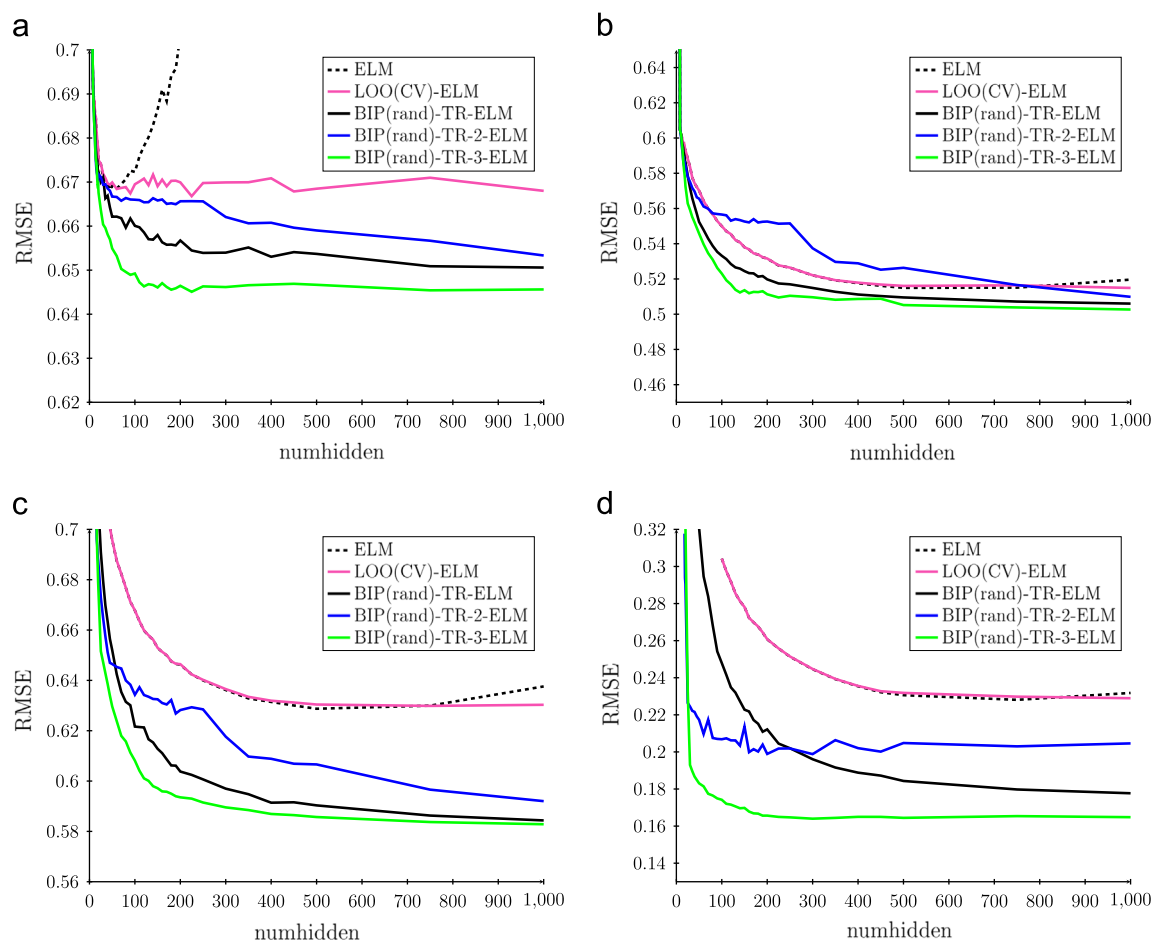 a
0.7
0.69
0.68
0.67
0.66
0.65
0.64
0.63
0.62
RMSE
0 100 200 300 400 500 600 700 800 900 1,000
numhidden
ELM
LOO(CV)-ELM
BIP(rand)-TR-ELM
BIP(rand)-TR-2-ELM
BIP(rand)-TR-3-ELM
b
0.64
0.62
0.6
0.58
0.56
0.54
0.52
0.5
0.48
0.46
RMSE
0 100 200 300 400 500 600 700 800 900 1,000
numhidden
ELM
LOO(CV)-ELM
BIP(rand)-TR-ELM
BIP(rand)-TR-2-ELM
BIP(rand)-TR-3-ELM
c
0.7
0.68
0.66
0.64
0.62
0.6
0.58
0.56
RMSE
0 100 200 300 400 500 600 700 800 900 1,000
numhidden
ELM
LOO(CV)-ELM
BIP(rand)-TR-ELM
BIP(rand)-TR-2-ELM
BIP(rand)-TR-3-ELM
d
0.32
0.3
0.28
0.26
0.24
0.22
0.2
0.18
0.16
0.14
RMSE
0 100 200 300 400 500 600 700 800 900 1,000
numhidden
ELM
LOO(CV)-ELM
BIP(rand)-TR-ELM
BIP(rand)-TR-2-ELM
BIP(rand)-TR-3-ELM